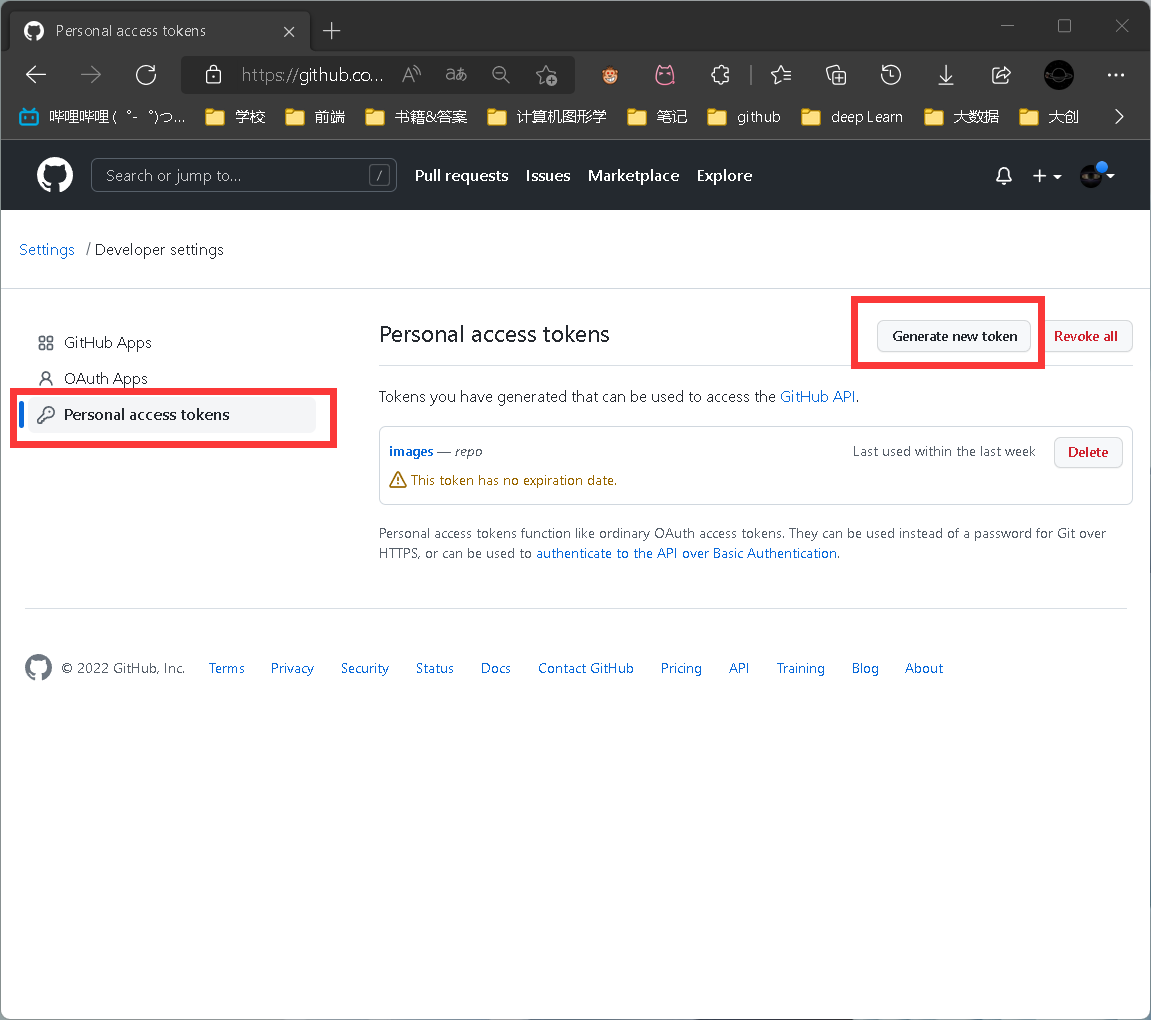 Personal access tokens
https://github.co...
哔哩哔哩 (゜-゜)つ... 学校 前端 书籍&答案 计算机图形学 笔记 github deep Learn 大数据 大创
Search or jump to... / Pull requests Issues Marketplace Explore
Settings / Developer settings
GitHub Apps
OAuth Apps
Personal access tokens
Personal access tokens Generate new token Revoke all
Tokens you have generated that can be used to access the GitHub API.
images — repo Last used within the last week Delete
This token has no expiration date.
Personal access tokens function like ordinary OAuth access tokens. They can be used instead of a password for Git over
HTTPS, or can be used to authenticate to the API over Basic Authentication.
© 2022 GitHub, Inc. Terms Privacy Security Status Docs Contact GitHub Pricing API Training Blog About